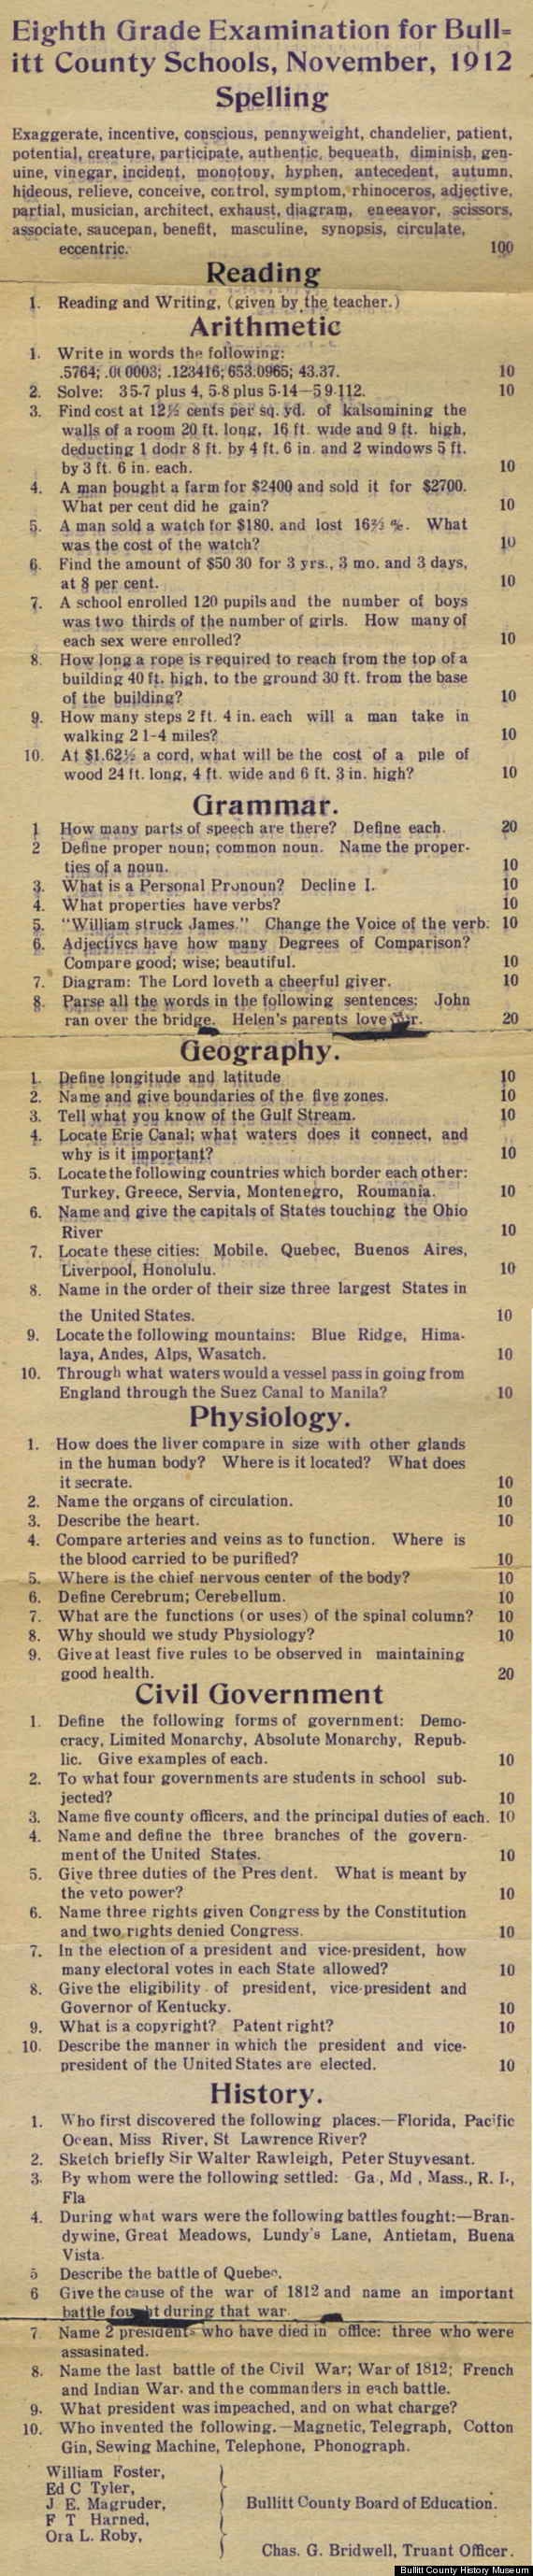 Eighth Grade Examination for Bull=
itt County Schools, November, 1912
Spelling
Exaggerate, incentive, conscious, pennyweight, chandelier, patient,
potential, creature, participate, authentic, bequeath, diminish, gen-
uine, vinegar, incident, monotony, hyphen, antecedent, autumn,
hideous, relieve, conceive, control, symptom, rhinoceros, adjective,
partial, musician, architect, exhaust, diagram, eneeavor, scissors,
associate, saucepan, benefit, masculine, synopsis, circulate,
eccentric. 100
Reading
1. Reading and Writing, (given by the teacher.)
Arithmetic
1. Write in words the following:
.5764; .000003; .123416; 653.0965; 43.37. 10
2. Solve: 35-7 plus 4, 5-8 plus 5-14—59-112. 10
3. Find cost at 12½ cents per sq. yd. of kalsomining the
walls of a room 20 ft. long, 16 ft. wide and 9 ft. high,
deducting 1 dodr 8 ft. by 4 ft. 6 in. and 2 windows 5 ft.
by 3 ft. 6 in. each. 10
4. A man bought a farm for $2400 and sold it for $2700.
What per cent did he gain? 10
5. A man sold a watch for $180. and lost 16⅔ %. What
was the cost of the watch? 10
6. Find the amount of $50 30 for 3 yrs., 3 mo. and 3 days,
at 8 per cent. 10
7. A school enrolled 120 pupils and the number of boys
was two thirds of the number of girls. How many of
each sex were enrolled? 10
8. How long a rope is required to reach from the top of a
building 40 ft. high, to the ground 30 ft. from the base
of the building? 10
9. How many steps 2 ft. 4 in. each will a man take in
walking 2 1-4 miles? 10
10. At $1.62½ a cord, what will be the cost of a pile of
wood 24 ft. long, 4 ft. wide and 6 ft. 3 in. high? 10
Grammar.
1 How many parts of speech are there? Define each. 20
2 Define proper noun; common noun. Name the proper-
ties of a noun. 10
3. What is a Personal Pronoun? Decline I. 10
4. What properties have verbs? 10
5. "William struck James." Change the Voice of the verb. 10
6. Adjectives have how many Degrees of Comparison?
Compare good; wise; beautiful. 10
7. Diagram: The Lord loveth a cheerful giver. 10
8. Parse all the words in the following sentences: John
ran over the bridge. Helen's parents love her. 20
Geography.
1. Define longitude and latitude 10
2. Name and give boundaries of the five zones. 10
3. Tell what you know of the Gulf Stream. 10
4. Locate Erie Canal; what waters does it connect, and
why is it important? 10
5. Locate the following countries which border each other:
Turkey, Greece, Servia, Montenegro, Roumania. 10
6. Name and give the capitals of States touching the Ohio
River 10
7. Locate these cities: Mobile, Quebec, Buenos Aires,
Liverpool, Honolulu. 10
8. Name in the order of their size three largest States in
the United States. 10
9. Locate the following mountains: Blue Ridge, Hima-
laya, Andes, Alps, Wasatch. 10
10. Through what waters would a vessel pass in going from
England through the Suez Canal to Manila? 10
Physiology.
1. How does the liver compare in size with other glands
in the human body? Where is it located? What does
it secrate. 10
2. Name the organs of circulation. 10
3. Describe the heart. 10
4. Compare arteries and veins as to function. Where is
the blood carried to be purified? 10
5. Where is the chief nervous center of the body? 10
6. Define Cerebrum; Cerebellum. 10
7. What are the functions (or uses) of the spinal column? 10
8. Why should we study Physiology? 10
9. Give at least five rules to be observed in maintaining
good health. 20
Civil Government
1. Define the following forms of government: Demo-
cracy, Limited Monarchy, Absolute Monarchy, Repub-
lic. Give examples of each. 10
2. To what four governments are students in school sub-
jected? 10
3. Name five county officers, and the principal duties of each. 10
4. Name and define the three branches of the govern-
ment of the United States. 10
5. Give three duties of the Pres dent. What is meant by
the veto power? 10
6. Name three rights given Congress by the Constitution
and two rights denied Congress. 10
7. In the election of a president and vice-president, how
many electoral votes in each State allowed? 10
8. Give the eligibility of president, vice-president and
Governor of Kentucky. 10
9. What is a copyright? Patent right? 10
10. Describe the manner in which the president and vice-
president of the United States are elected. 10
History.
1. Who first discovered the following places.—Florida, Pacific
Ocean, Miss River, St Lawrence River?
2. Sketch briefly Sir Walter Rawleigh, Peter Stuyvesant.
3. By whom were the following settled: Ga., Md , Mass., R. I.,
Fla
4. During what wars were the following battles fought:—Bran-
dywine, Great Meadows, Lundy's Lane, Antietam, Buena
Vista.
5 Describe the battle of Quebec.
6 Give the cause of the war of 1812 and name an important
battle fought during that war
7. Name 2 presidents who have died in office: three who were
assasinated.
8. Name the last battle of the Civil War; War of 1812; French
and Indian War. and the commanders in each battle.
9. What president was impeached, and on what charge?
10. Who invented the following.—Magnetic, Telegraph, Cotton
Gin, Sewing Machine, Telephone, Phonograph.
William Foster,
Ed C Tyler,
J. E. Magruder,
F T Harned,
Ora L. Roby,
Bullitt County Board of Education.
Chas. G. Bridwell, Truant Officer.
Bullitt County History Museum